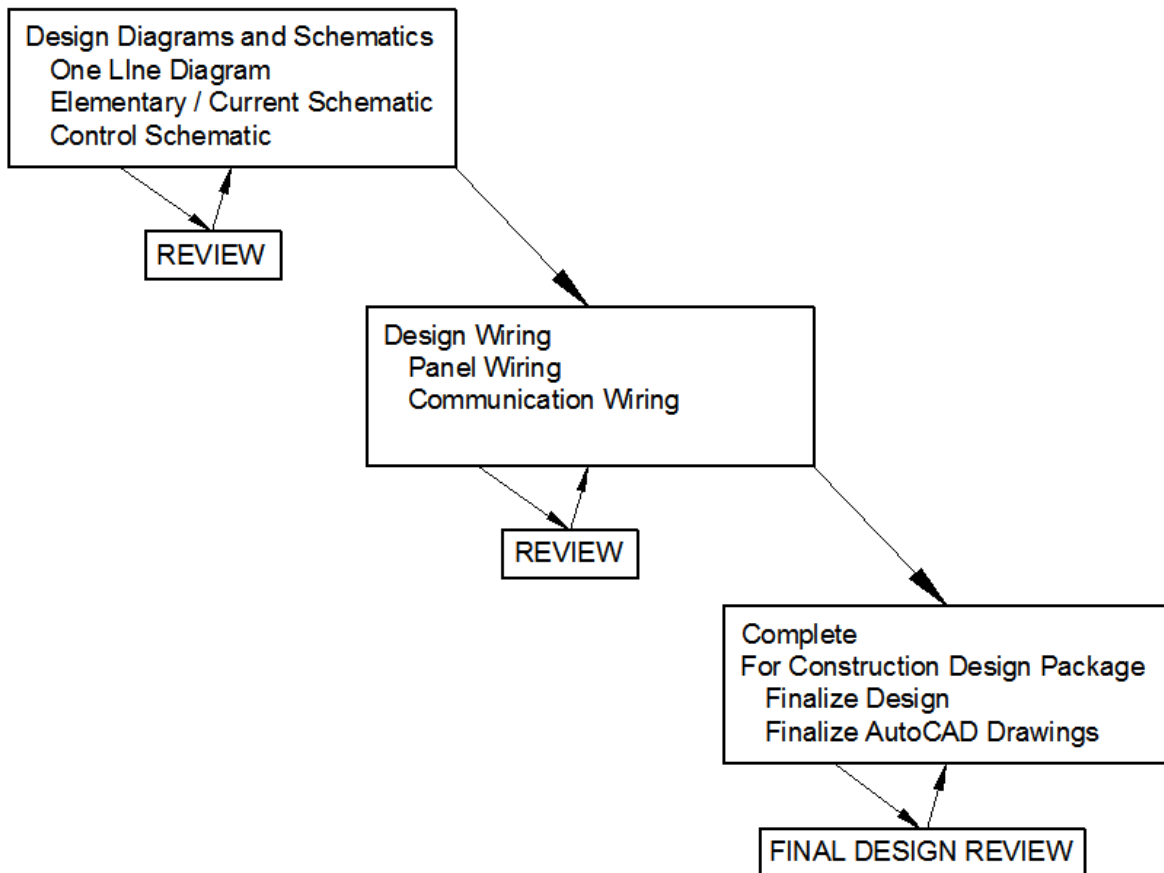 Design Diagrams and Schematics
One LIne Diagram
Elementary / Current Schematic
Control Schematic
REVIEW
Design Wiring
Panel Wiring
Communication Wiring
REVIEW
Complete
For Construction Design Package
Finalize Design
Finalize AutoCAD Drawings
FINAL DESIGN REVIEW